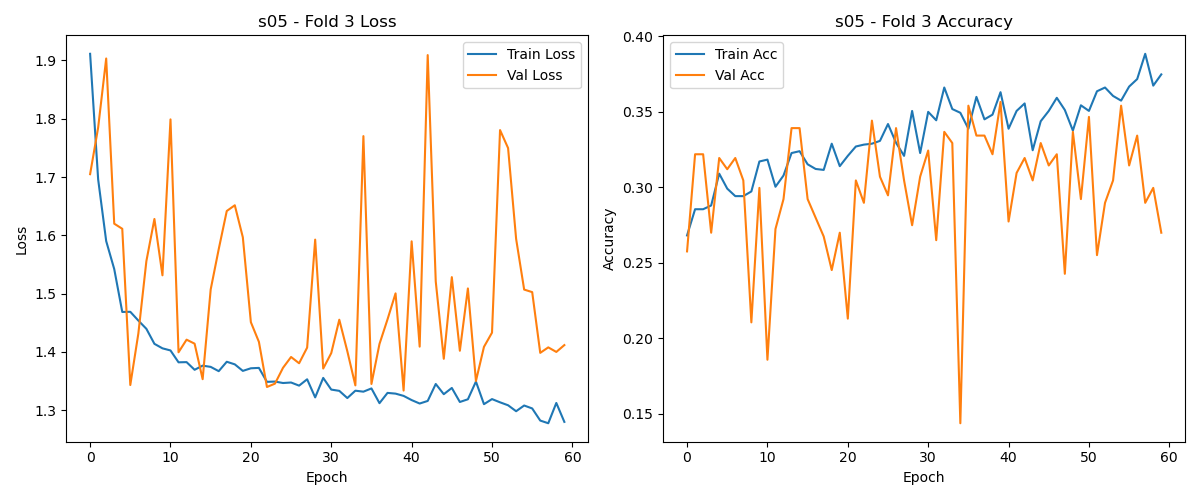 s05 - Fold 3 Loss
Train Loss
Val Loss
Loss
1.9
1.8
1.7
1.6
1.5
1.4
1.3
0 10 20 30 40 50 60
Epoch
s05 - Fold 3 Accuracy
Train Acc
Val Acc
Accuracy
0.40
0.35
0.30
0.25
0.20
0.15
0 10 20 30 40 50 60
Epoch